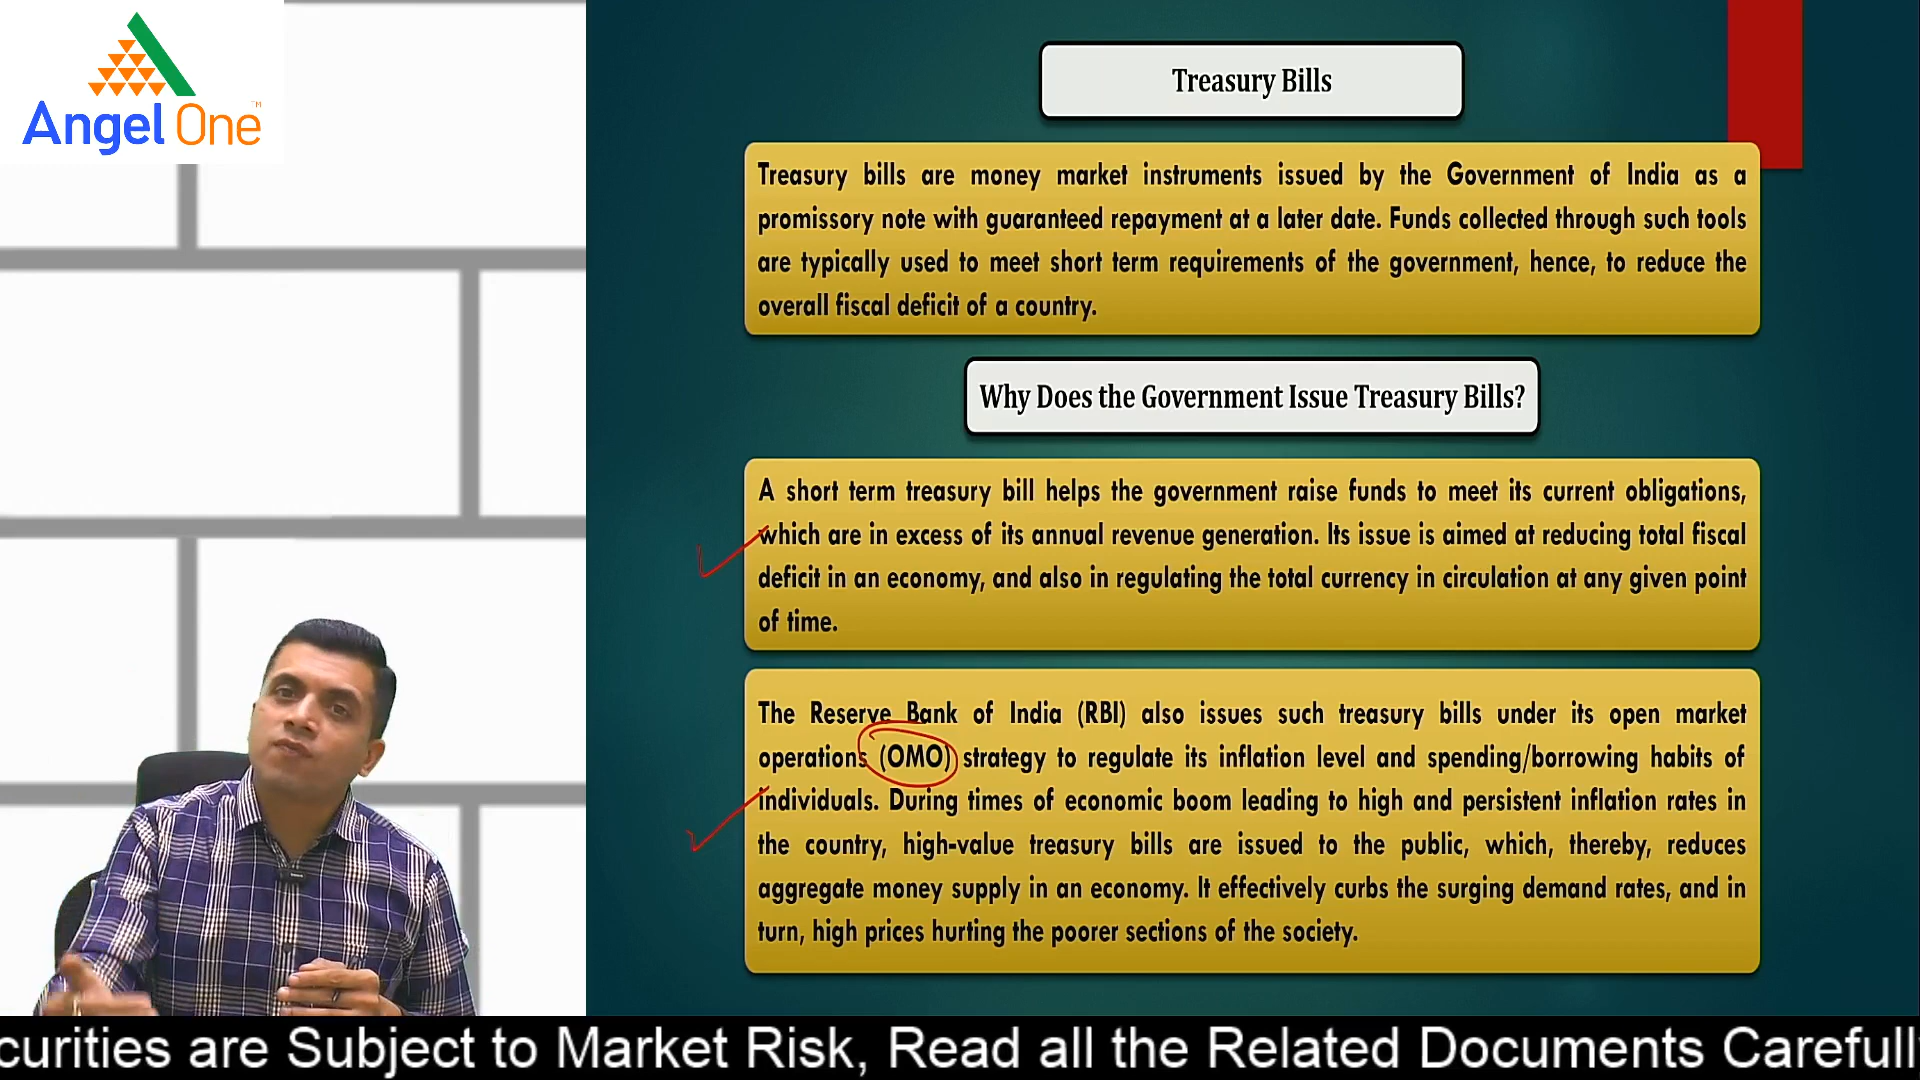 Angel One
TM
Treasury Bills
Treasury bills are money market instruments issued by the Government of India as a
promissory note with guaranteed repayment at a later date. Funds collected through such tools
are typically used to meet short term requirements of the government, hence, to reduce the
overall fiscal deficit of a country.
Why Does the Government Issue Treasury Bills?
A short term treasury bill helps the government raise funds to meet its current obligations,
which are in excess of its annual revenue generation. Its issue is aimed at reducing total fiscal
deficit in an economy, and also in regulating the total currency in circulation at any given point
of time.
The Reserve Bank of India (RBI) also issues such treasury bills under its open market
operations (OMO) strategy to regulate its inflation level and spending/borrowing habits of
individuals. During times of economic boom leading to high and persistent inflation rates in
the country, high-value treasury bills are issued to the public, which, thereby, reduces
aggregate money supply in an economy. It effectively curbs the surging demand rates, and in
turn, high prices hurting the poorer sections of the society.
curities are Subject to Market Risk, Read all the Related Documents Carefull